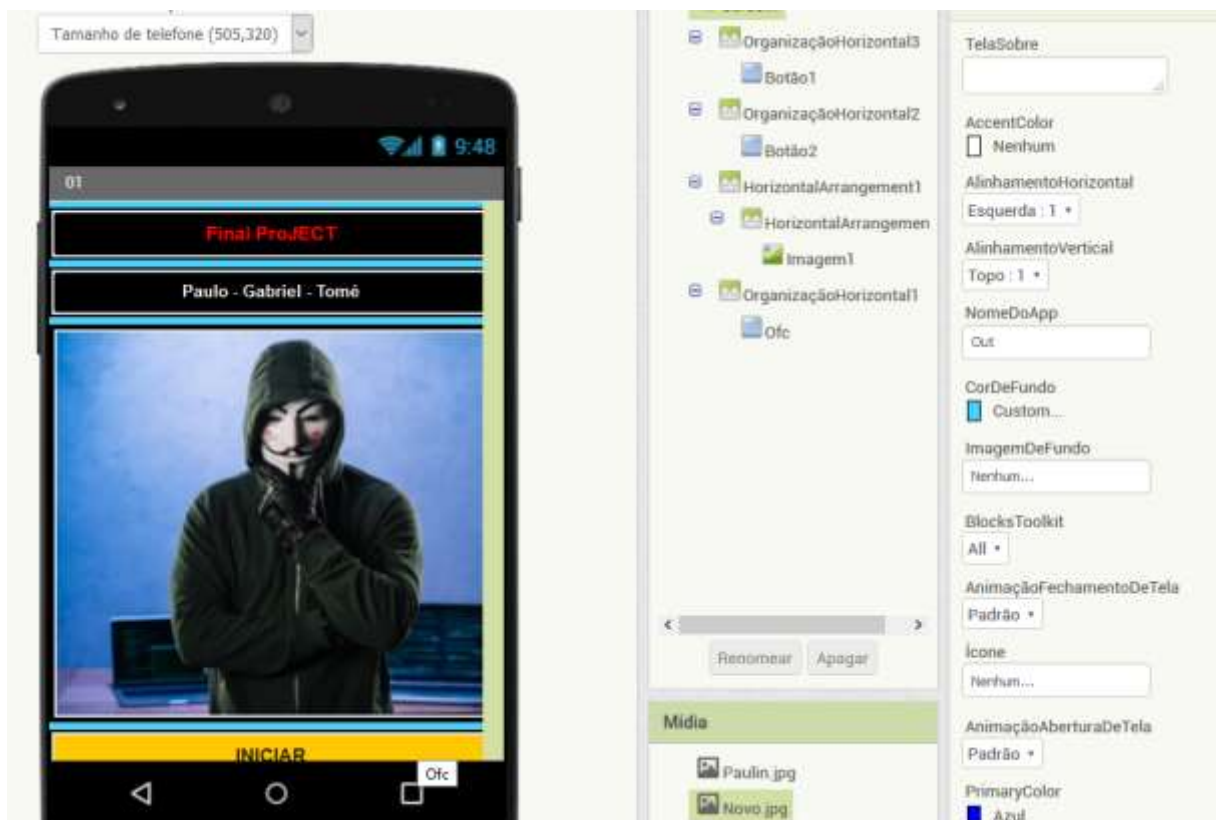 Tamanho de telefone (505,320)
9:48
01
Final ProJECT
Paulo - Gabriel - Tomé
INICIAR
Ofc
OrganizaçãoHorizontal3
Botão1
OrganizaçãoHorizontal2
Botão2
HorizontalArrangement1
HorizontalArrangemen
Imagem1
OrganizaçãoHorizontal1
Ofc
Renomear Apagar
Mídia
Paulin.jpg
Novo.jpg
TelaSobre
AccentColor
Nenhum
AlinhamentoHorizontal
Esquerda : 1
AlinhamentoVertical
Topo : 1
NomeDoApp
Out
CorDeFundo
Custom...
ImagemDeFundo
Nenhum...
BlocksToolkit
All
AnimaçãoFechamentoDeTela
Padrão
Ícone
Nenhum...
AnimaçãoAberturaDeTela
Padrão
PrimaryColor
Azul